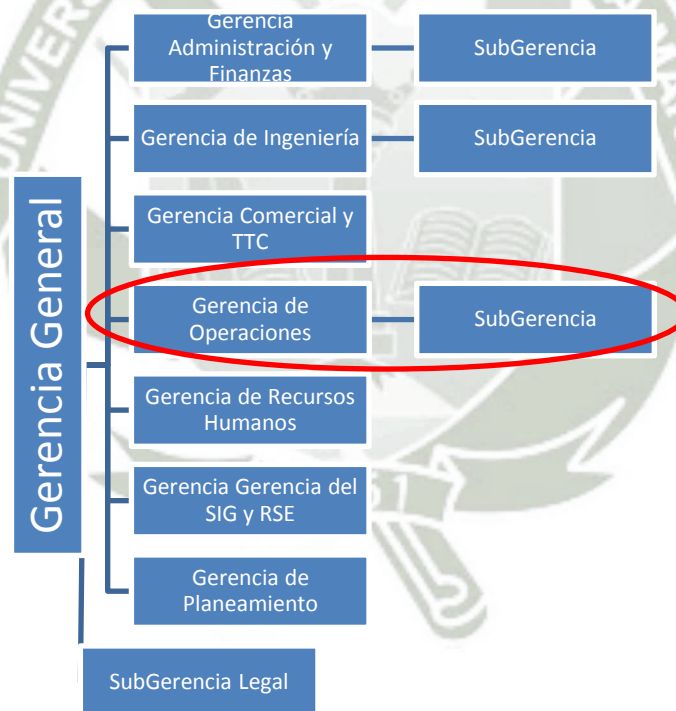 Gerencia
Administración y
Finanzas
SubGerencia
Gerencia de Ingeniería
SubGerencia
Gerencia Comercial y
TTC
Gerencia de
Operaciones
SubGerencia
Gerencia de Recursos
Humanos
Gerencia Gerencia del
SIG y RSE
Gerencia de
Planeamiento
Gerencia General
SubGerencia Legal